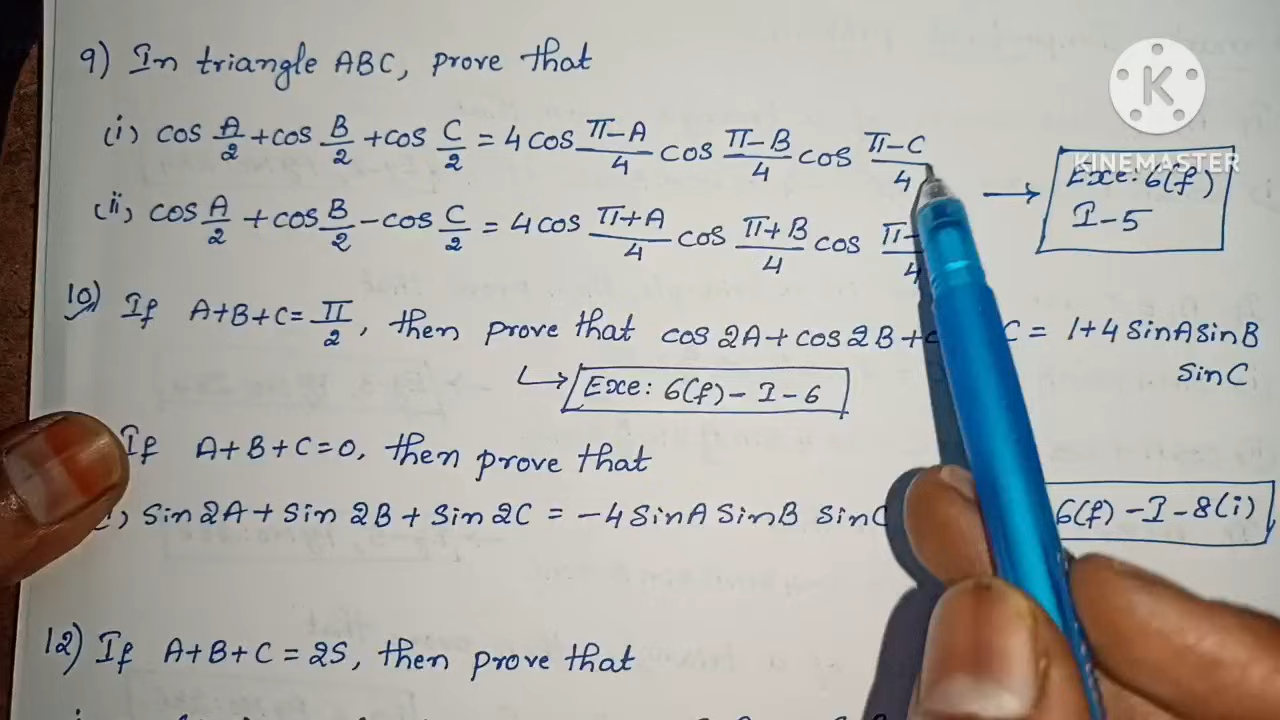 9) In triangle ABC, prove that
K
KINEMASTER
(i) cos A/2 + cos B/2 + cos C/2 = 4 cos π-A/4 cos π-B/4 cos π-C/4
→ Exe: 6(f)
I-5
(ii) cos A/2 + cos B/2 - cos C/2 = 4 cos π+A/4 cos π+B/4 cos π-
10) If A+B+C = π/2, then prove that cos 2A + cos 2B + C = 1+4 sinA sinB
sinC
↳ Exe: 6(f) - I - 6
If A+B+C=0, then prove that
) sin 2A + sin 2B + sin 2C = -4 sinA sinB sinC
6(f) - I - 8(i)
12) If A+B+C = 2S, then prove that